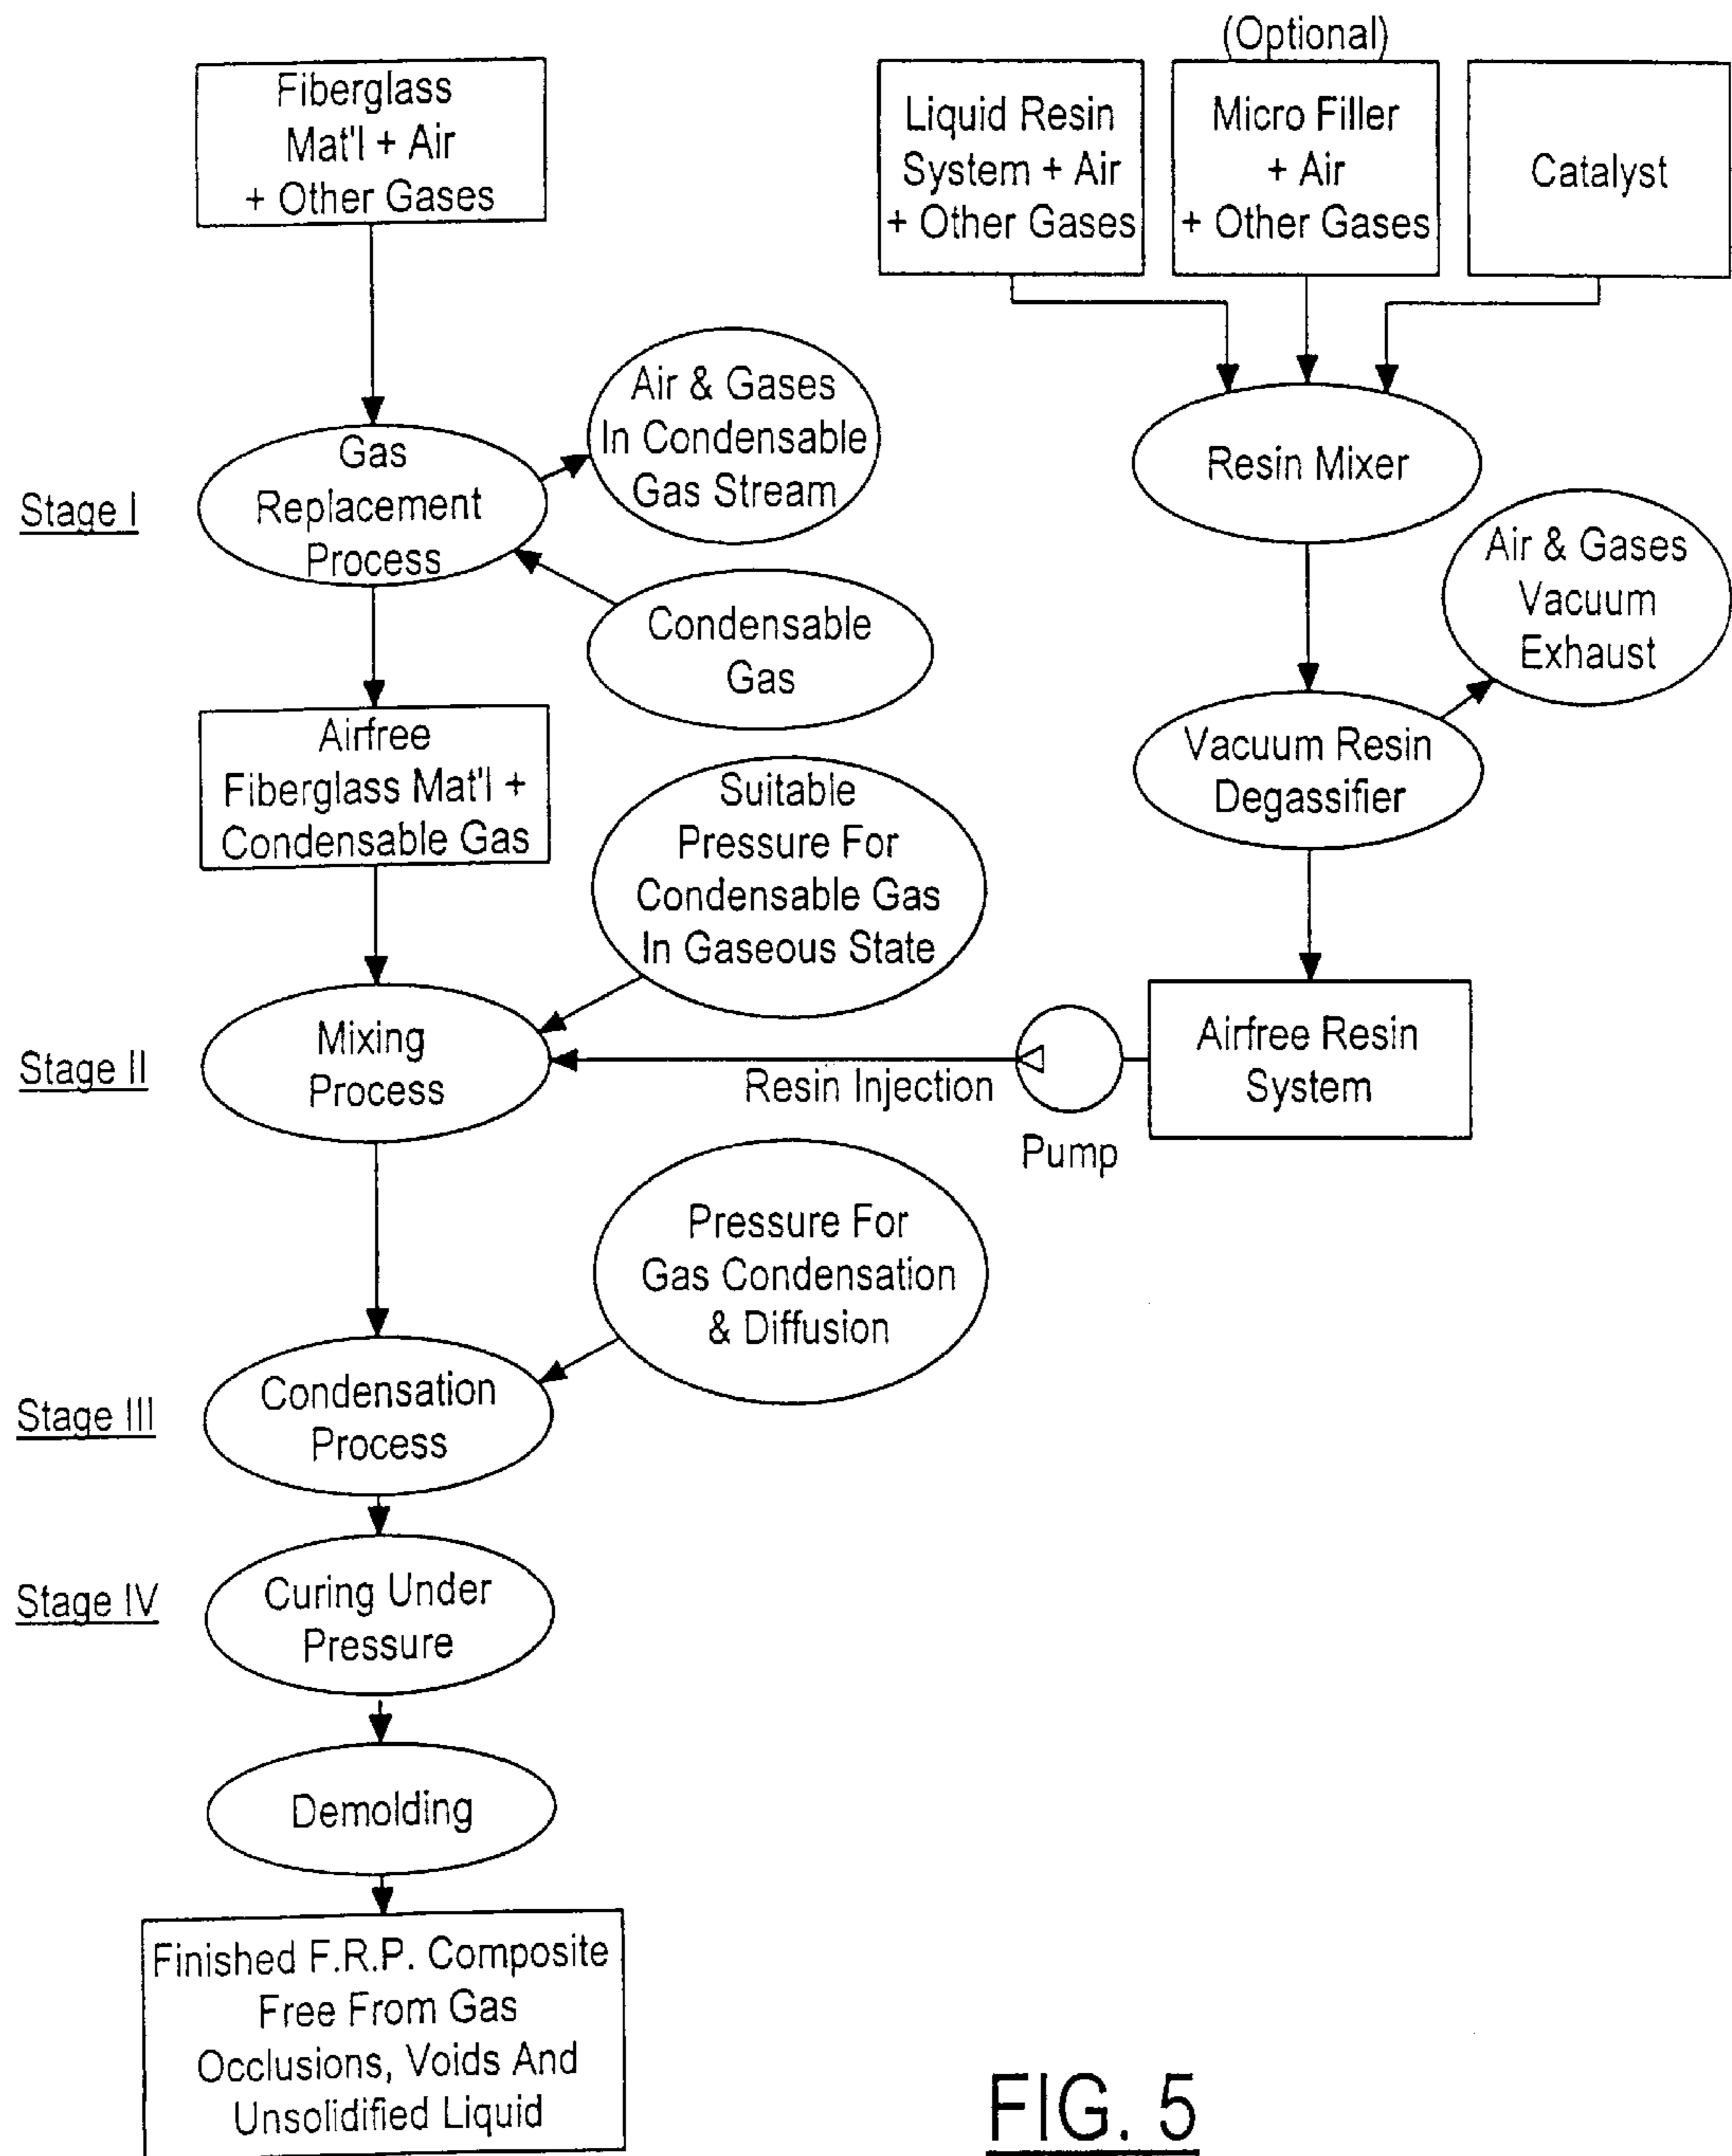 (Optional)
Fiberglass
Mat'l + Air
+ Other Gases
Liquid Resin
System + Air
+ Other Gases
Micro Filler
+ Air
+ Other Gases
Catalyst
Stage I
Gas
Replacement
Process
Air & Gases
In Condensable
Gas Stream
Condensable
Gas
Resin Mixer
Air & Gases
Vacuum
Exhaust
Vacuum Resin
Degassifier
Airfree
Fiberglass Mat'l +
Condensable Gas
Suitable
Pressure For
Condensable Gas
In Gaseous State
Stage II
Mixing
Process
Resin Injection
Pump
Airfree Resin
System
Pressure For
Gas Condensation
& Diffusion
Stage III
Condensation
Process
Stage IV
Curing Under
Pressure
Demolding
Finished F.R.P. Composite
Free From Gas
Occlusions, Voids And
Unsolidified Liquid
FIG. 5